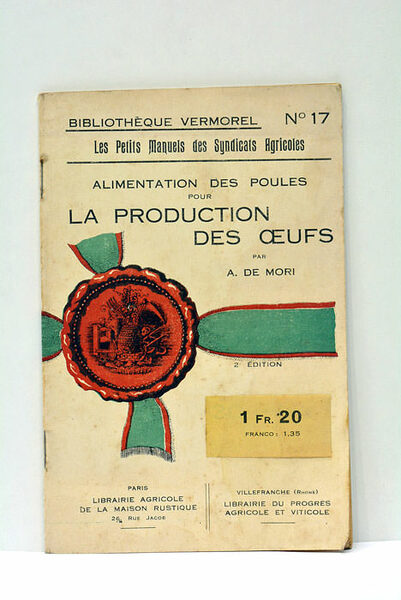 BIBLIOTHÈQUE VERMOREL N° 17
Les Petits Manuels des Syndicats Agricoles
ALIMENTATION DES POULES
POUR
LA PRODUCTION
DES ŒUFS
PAR
A. DE MORI
2e ÉDITION
1 FR. 20
FRANCO: 1,35
PARIS
LIBRAIRIE AGRICOLE
DE LA MAISON RUSTIQUE
26, RUE JACOB
VILLEFRANCHE (RHÔNE)
LIBRAIRIE DU PROGRÈS
AGRICOLE ET VITICOLE